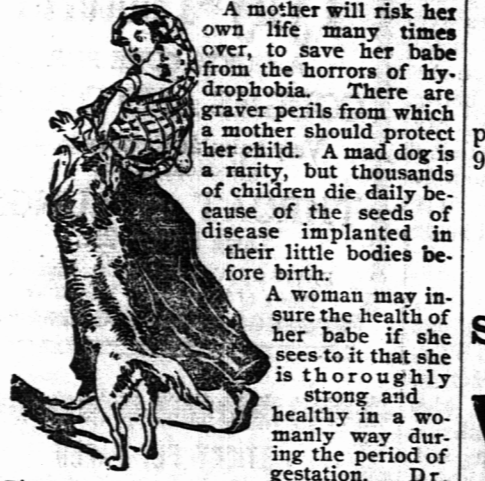 A mother will risk her
own life many times
over, to save her babe
from the horrors of hy-
drophobia. There are
graver perils from which
a mother should protect
her child. A mad dog is
a rarity, but thousands
of children die daily be-
cause of the seeds of
disease implanted in
their little bodies be-
fore birth.
A woman may in-
sure the health of
her babe if she
sees to it that she
is thoroughly
strong and
healthy in a wo-
manly way dur-
ing the period of
gestation. Dr.